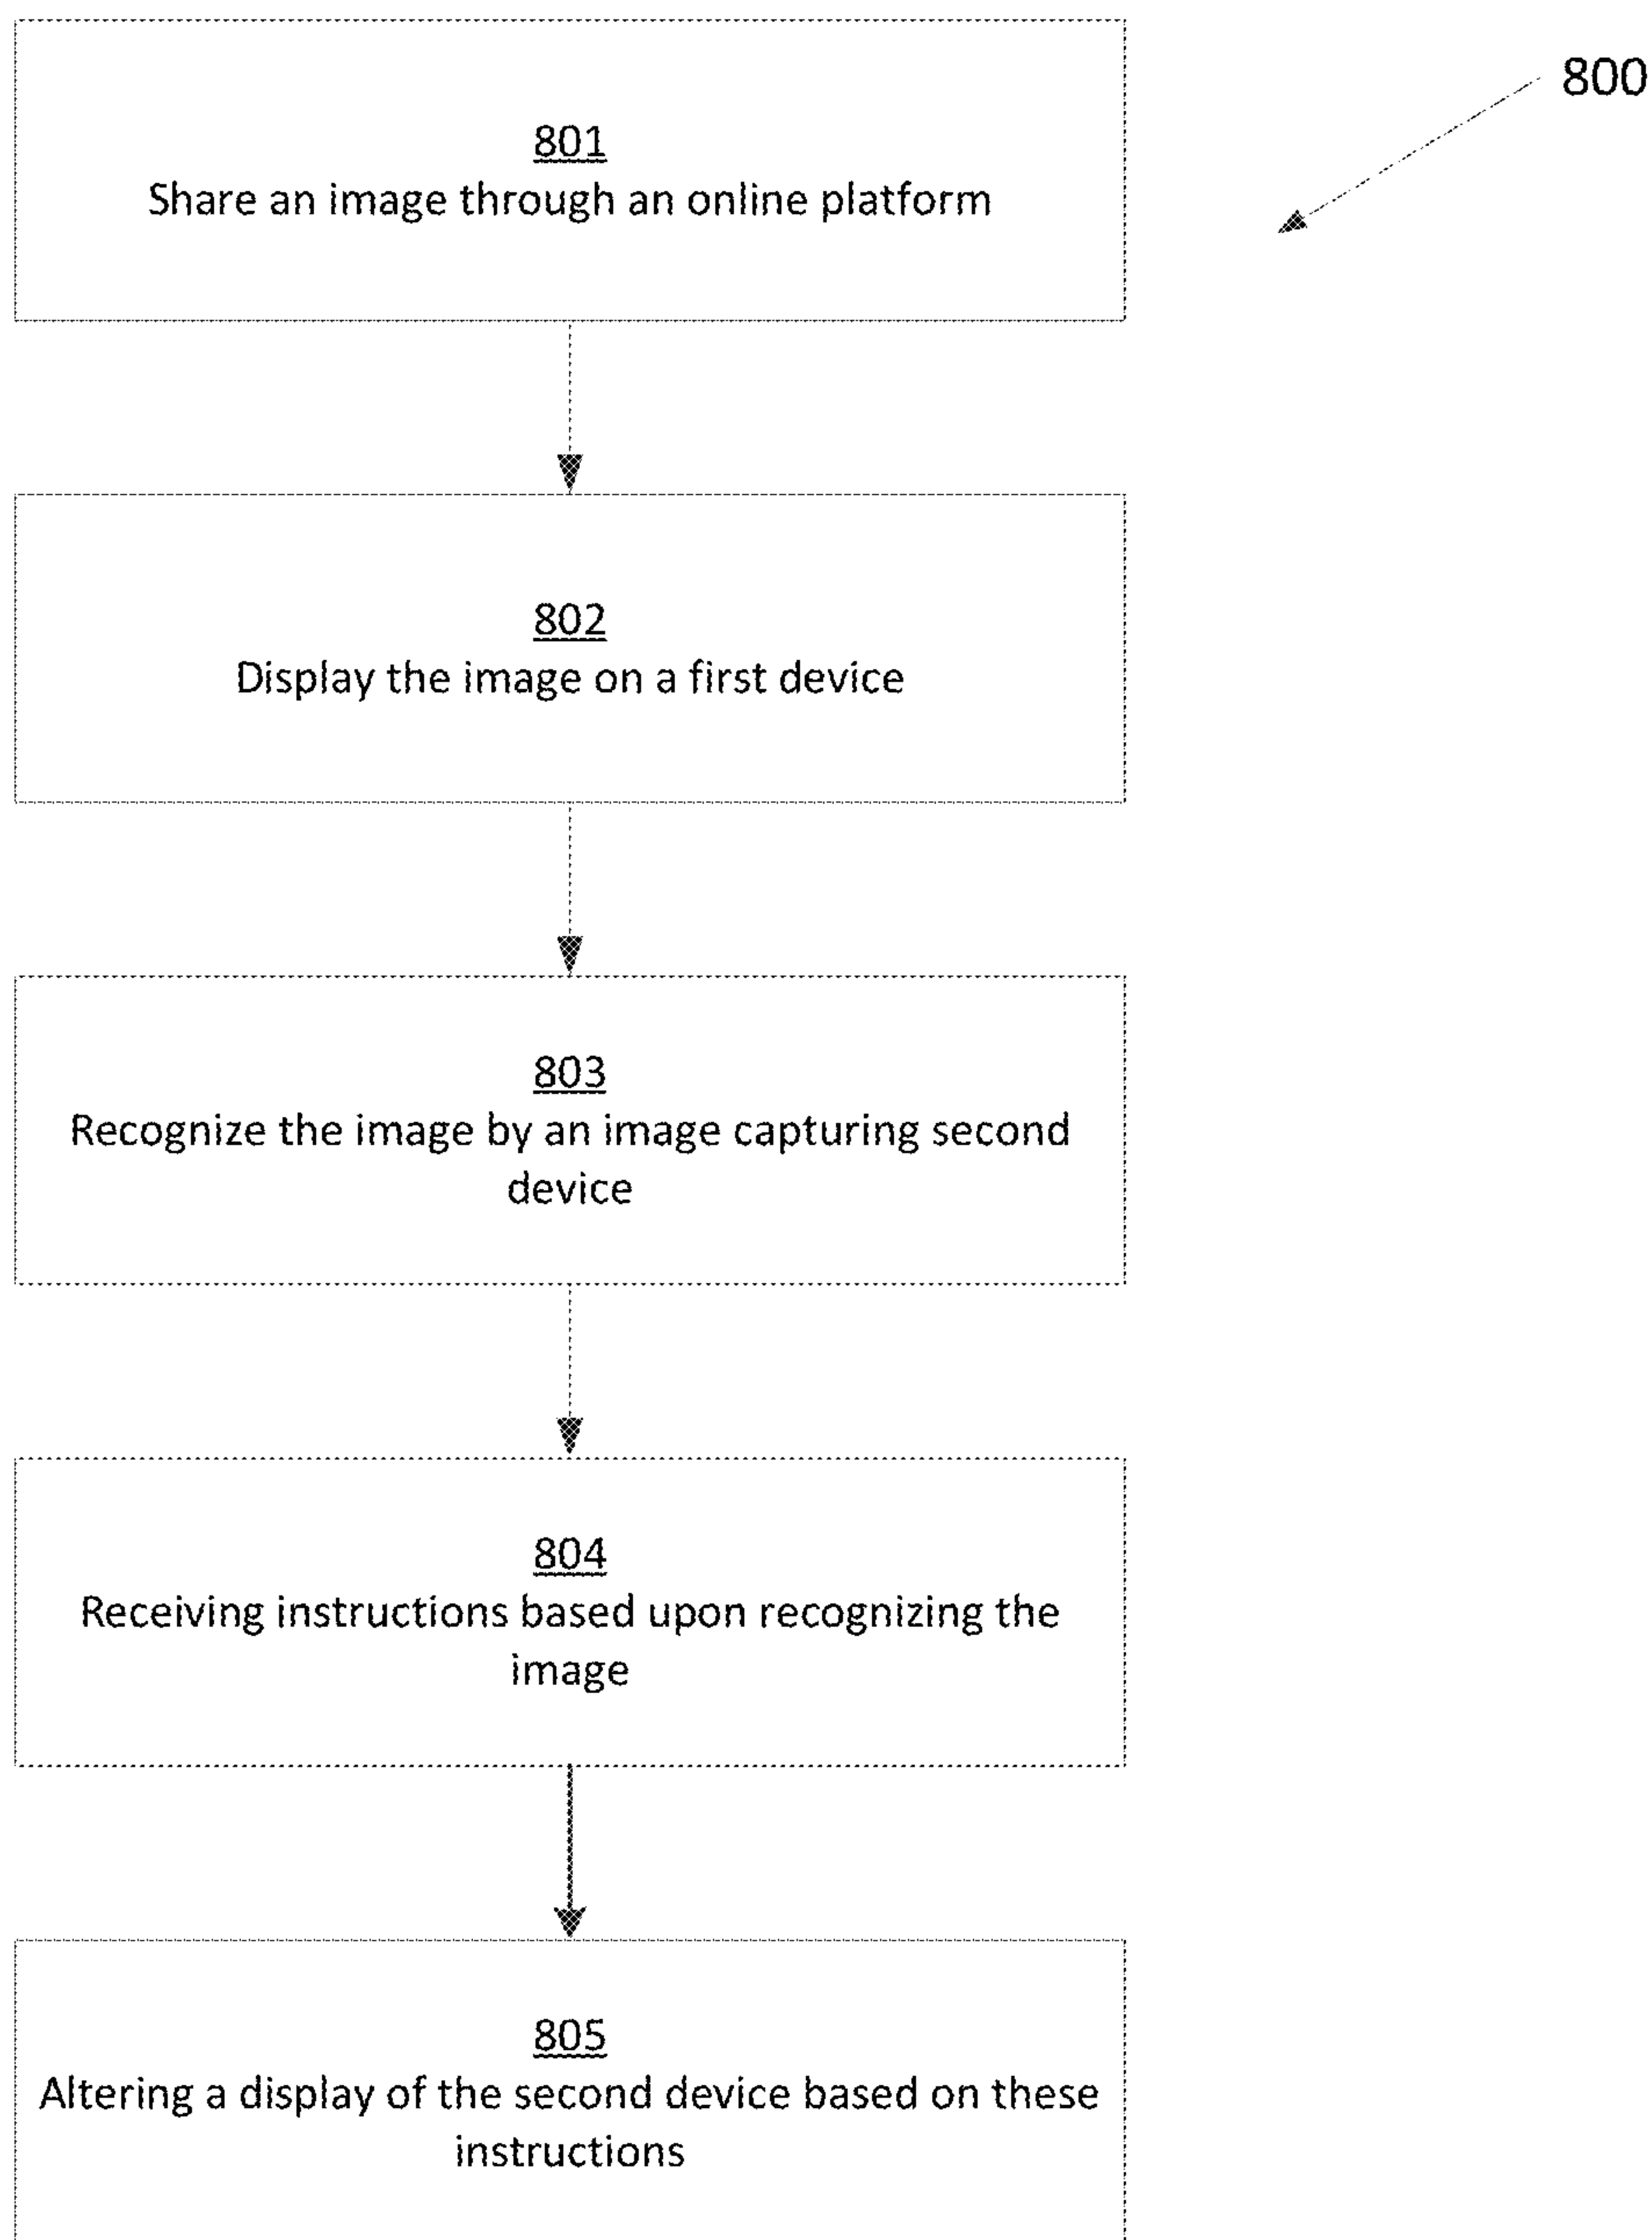 800
801
Share an image through an online platform
802
Display the image on a first device
803
Recognize the image by an image capturing second
device
804
Receiving instructions based upon recognizing the
image
805
Altering a display of the second device based on these
instructions